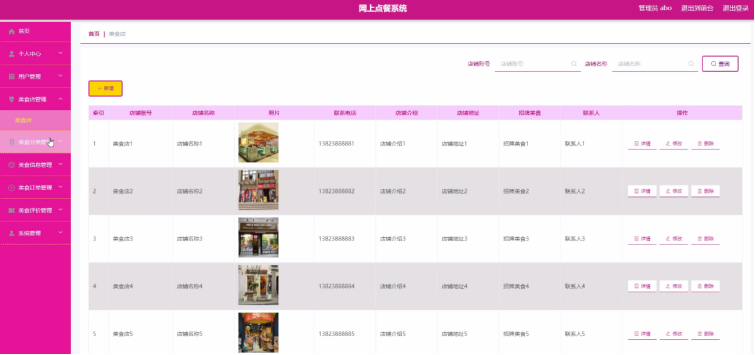 网上点餐系统
管理员 abo 退出到前台 退出登录
首页
首页 | 美食店
个人中心
店铺账号 店铺账号 店铺名称 店铺名称 查询
用户管理
美食店管理
+ 新增
美食店
索引 店铺账号 店铺名称 照片 联系电话 店铺介绍 店铺地址 招牌美食 联系人 操作
美食分类管理
1 美食店1 店铺名称1 13823888881 店铺介绍1 店铺地址1 招牌美食1 联系人1 详情 修改 删除
美食信息管理
美食订单管理
2 美食店2 店铺名称2 13823888882 店铺介绍2 店铺地址2 招牌美食2 联系人2 详情 修改 删除
美食评价管理
系统管理
3 美食店3 店铺名称3 13823888883 店铺介绍3 店铺地址3 招牌美食3 联系人3 详情 修改 删除
4 美食店4 店铺名称4 13823888884 店铺介绍4 店铺地址4 招牌美食4 联系人4 详情 修改 删除
5 美食店5 店铺名称5 13823888885 店铺介绍5 店铺地址5 招牌美食5 联系人5 详情 修改 删除